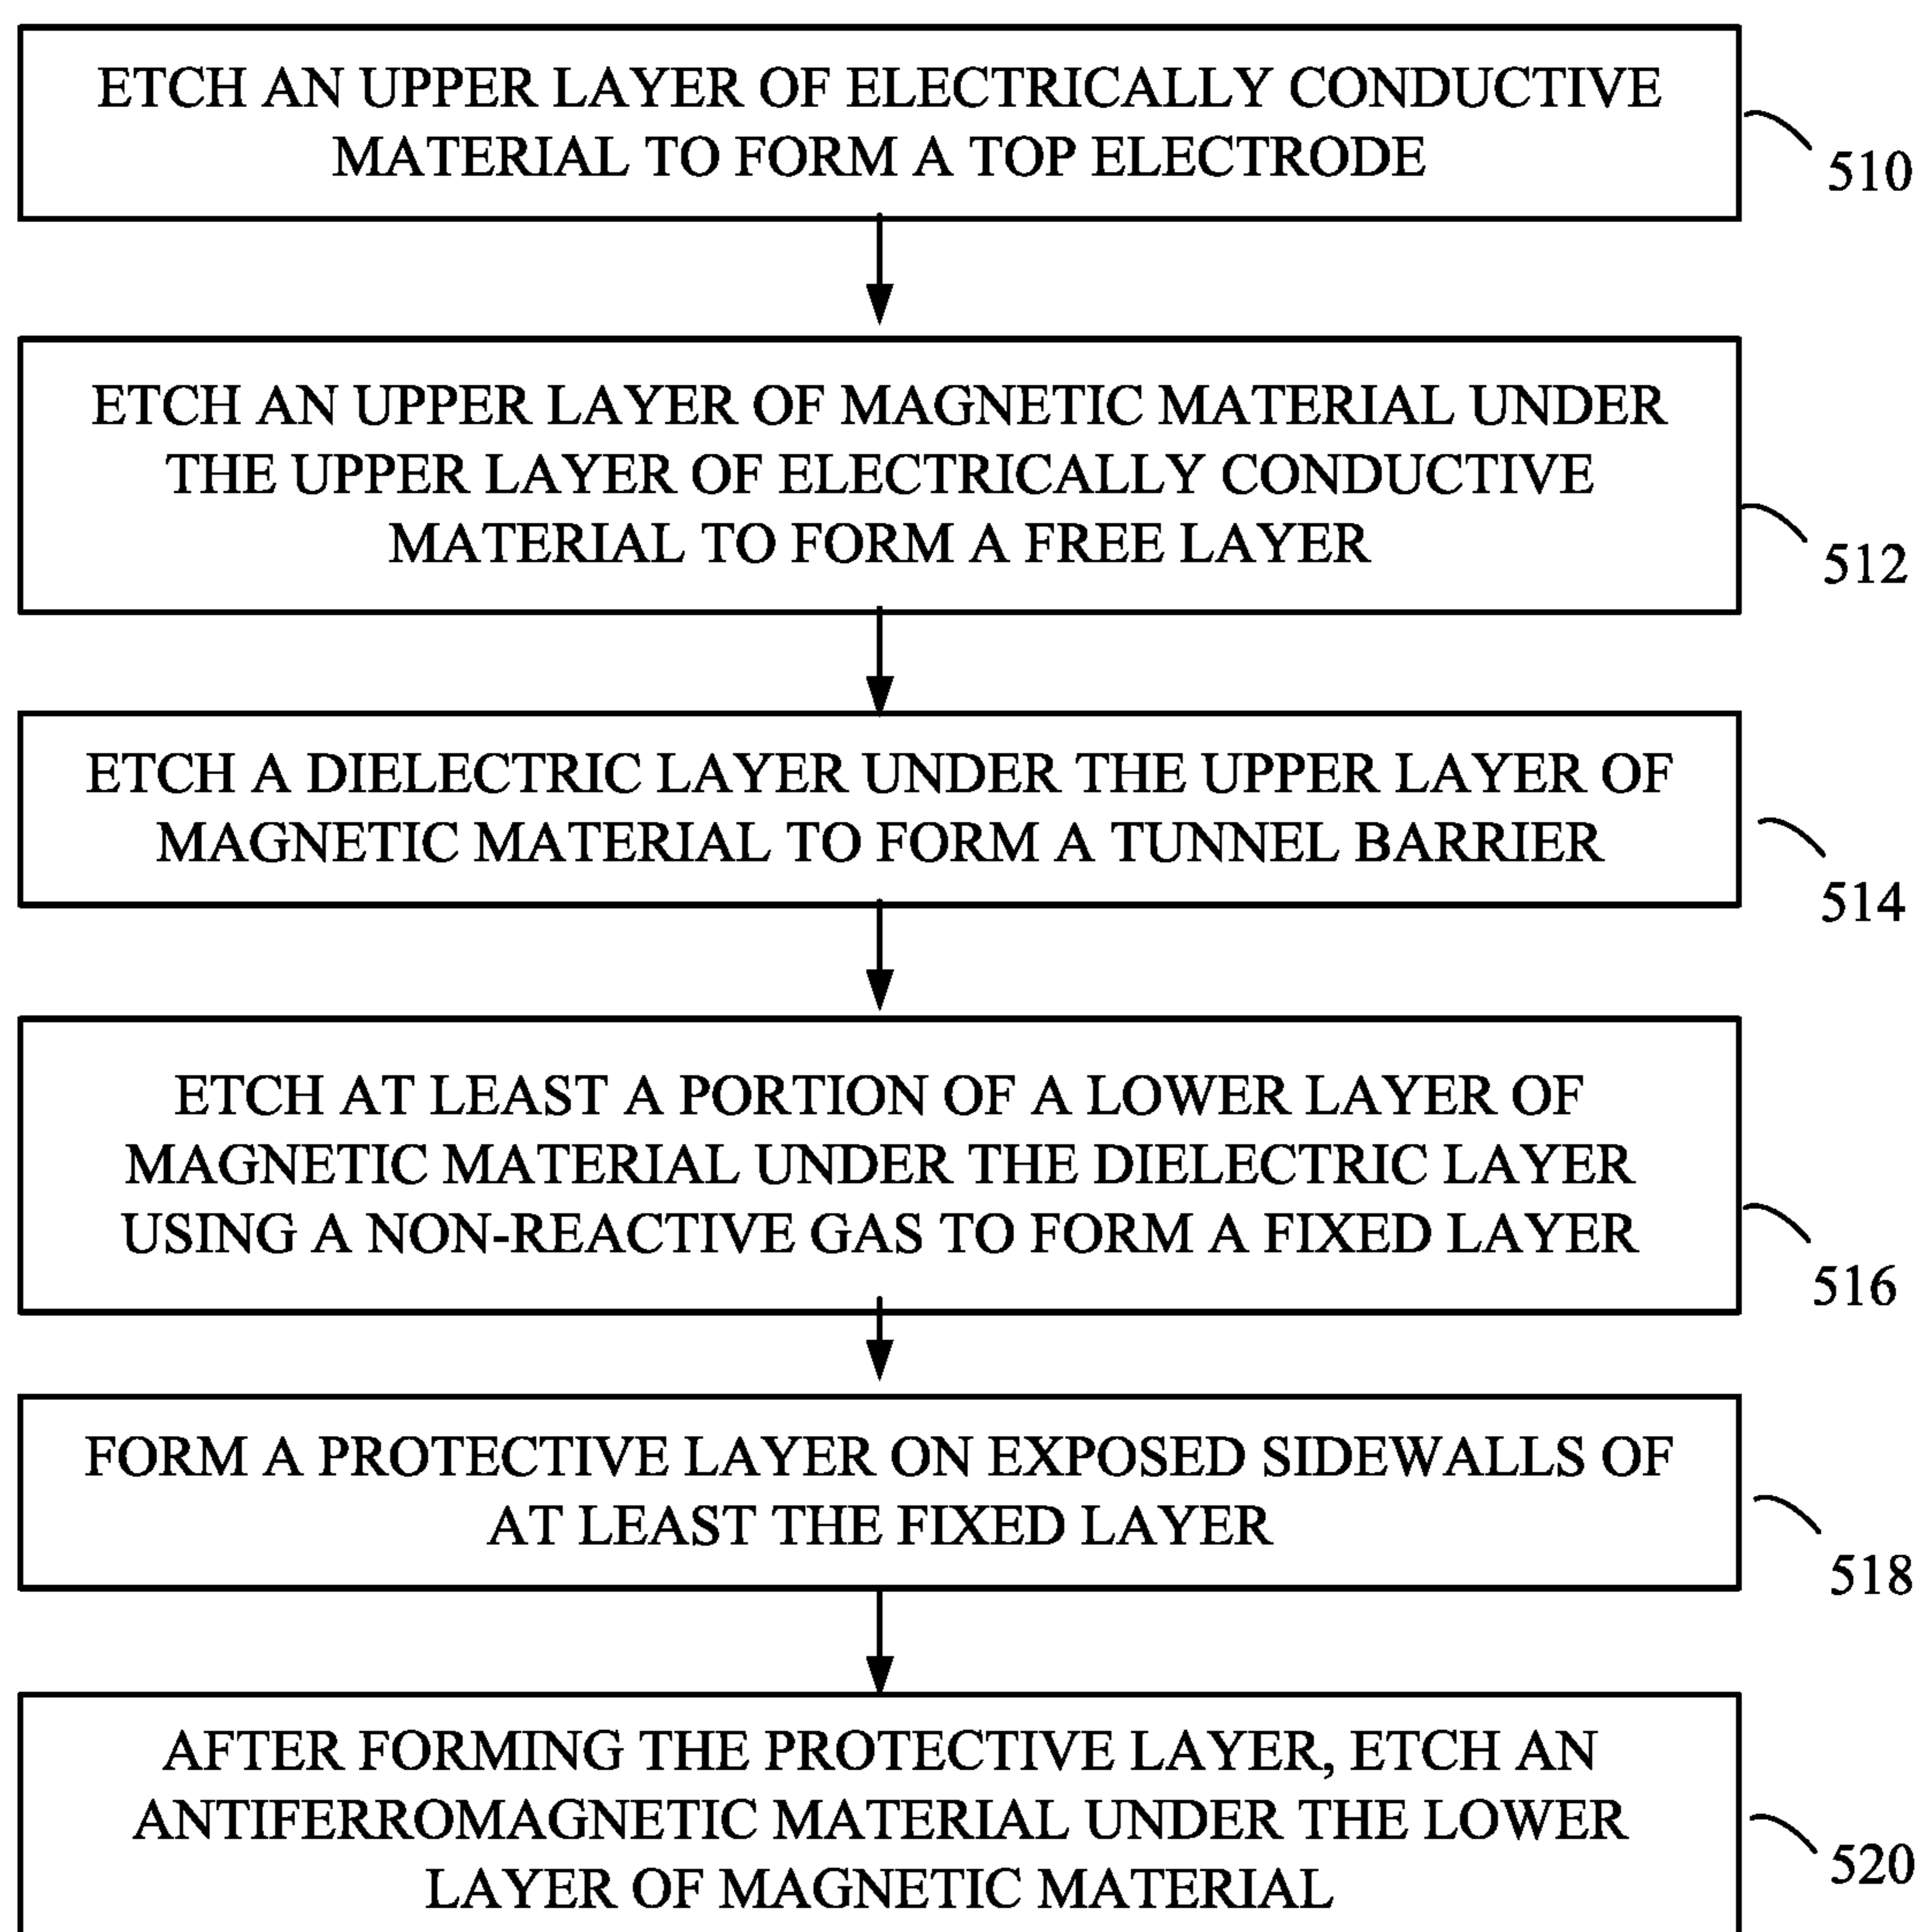 ETCH AN UPPER LAYER OF ELECTRICALLY CONDUCTIVE
MATERIAL TO FORM A TOP ELECTRODE
510
ETCH AN UPPER LAYER OF MAGNETIC MATERIAL UNDER
THE UPPER LAYER OF ELECTRICALLY CONDUCTIVE
MATERIAL TO FORM A FREE LAYER
512
ETCH A DIELECTRIC LAYER UNDER THE UPPER LAYER OF
MAGNETIC MATERIAL TO FORM A TUNNEL BARRIER
514
ETCH AT LEAST A PORTION OF A LOWER LAYER OF
MAGNETIC MATERIAL UNDER THE DIELECTRIC LAYER
USING A NON-REACTIVE GAS TO FORM A FIXED LAYER
516
FORM A PROTECTIVE LAYER ON EXPOSED SIDEWALLS OF
AT LEAST THE FIXED LAYER
518
AFTER FORMING THE PROTECTIVE LAYER, ETCH AN
ANTIFERROMAGNETIC MATERIAL UNDER THE LOWER
LAYER OF MAGNETIC MATERIAL
520